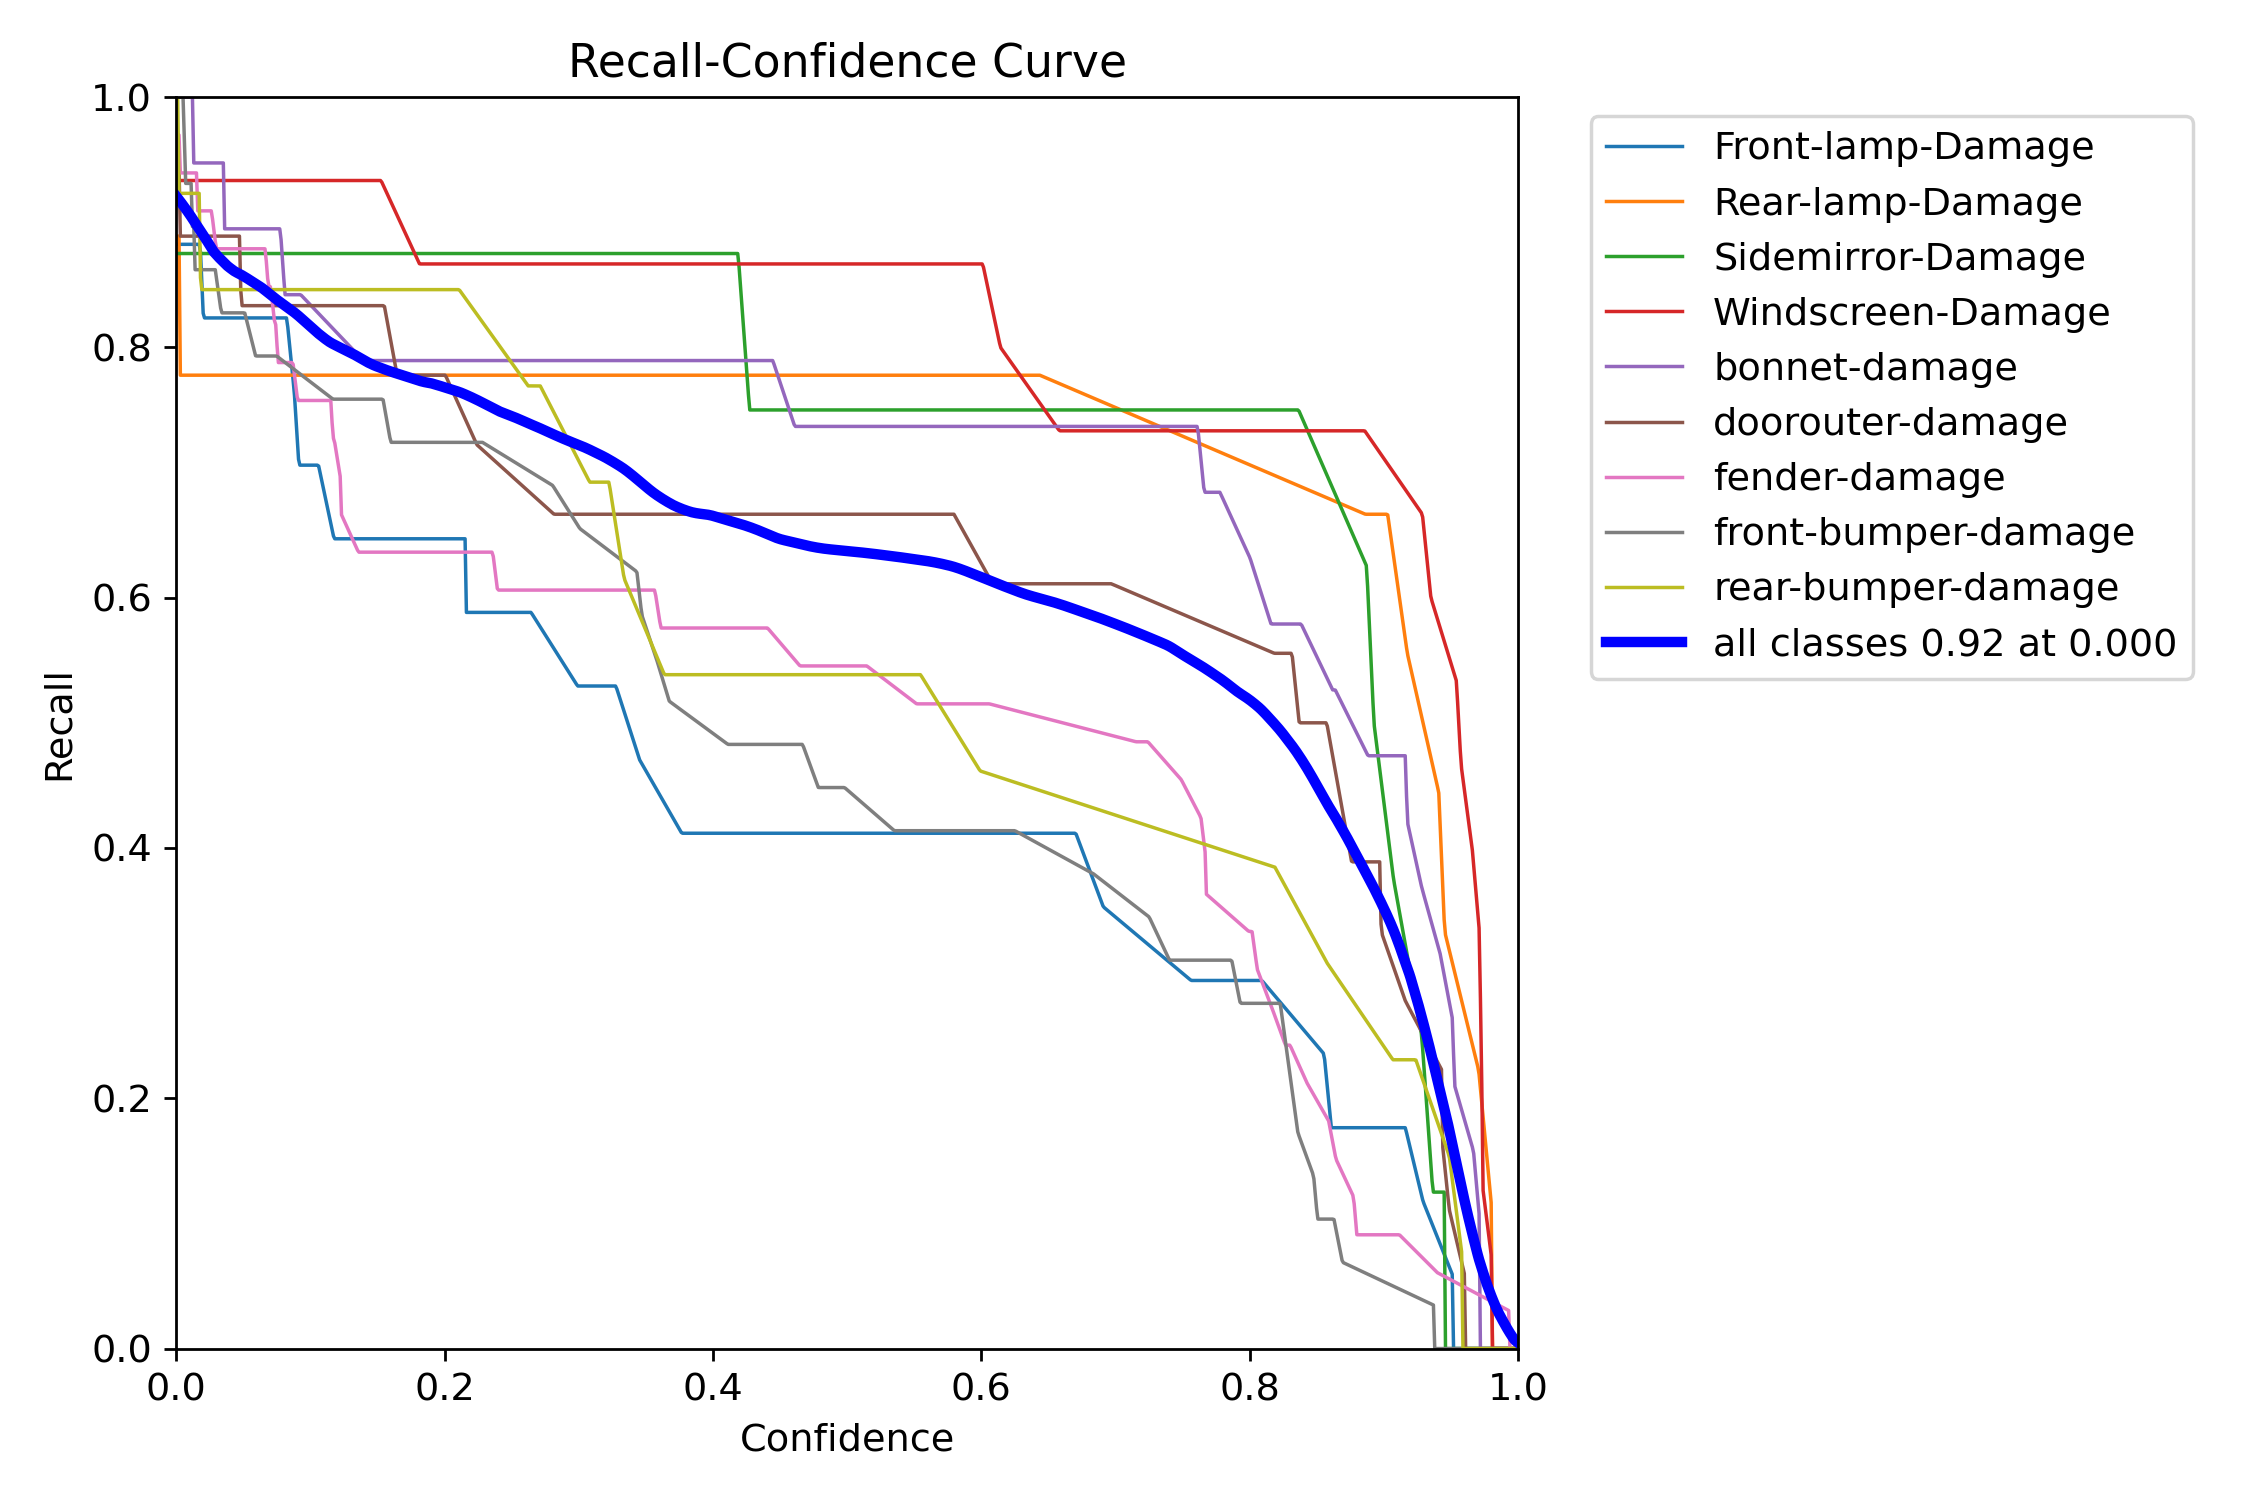 Recall-Confidence Curve
1.0
0.8
0.6
0.4
0.2
0.0
Recall
0.0 0.2 0.4 0.6 0.8 1.0
Confidence
Front-lamp-Damage
Rear-lamp-Damage
Sidemirror-Damage
Windscreen-Damage
bonnet-damage
doorouter-damage
fender-damage
front-bumper-damage
rear-bumper-damage
all classes 0.92 at 0.000